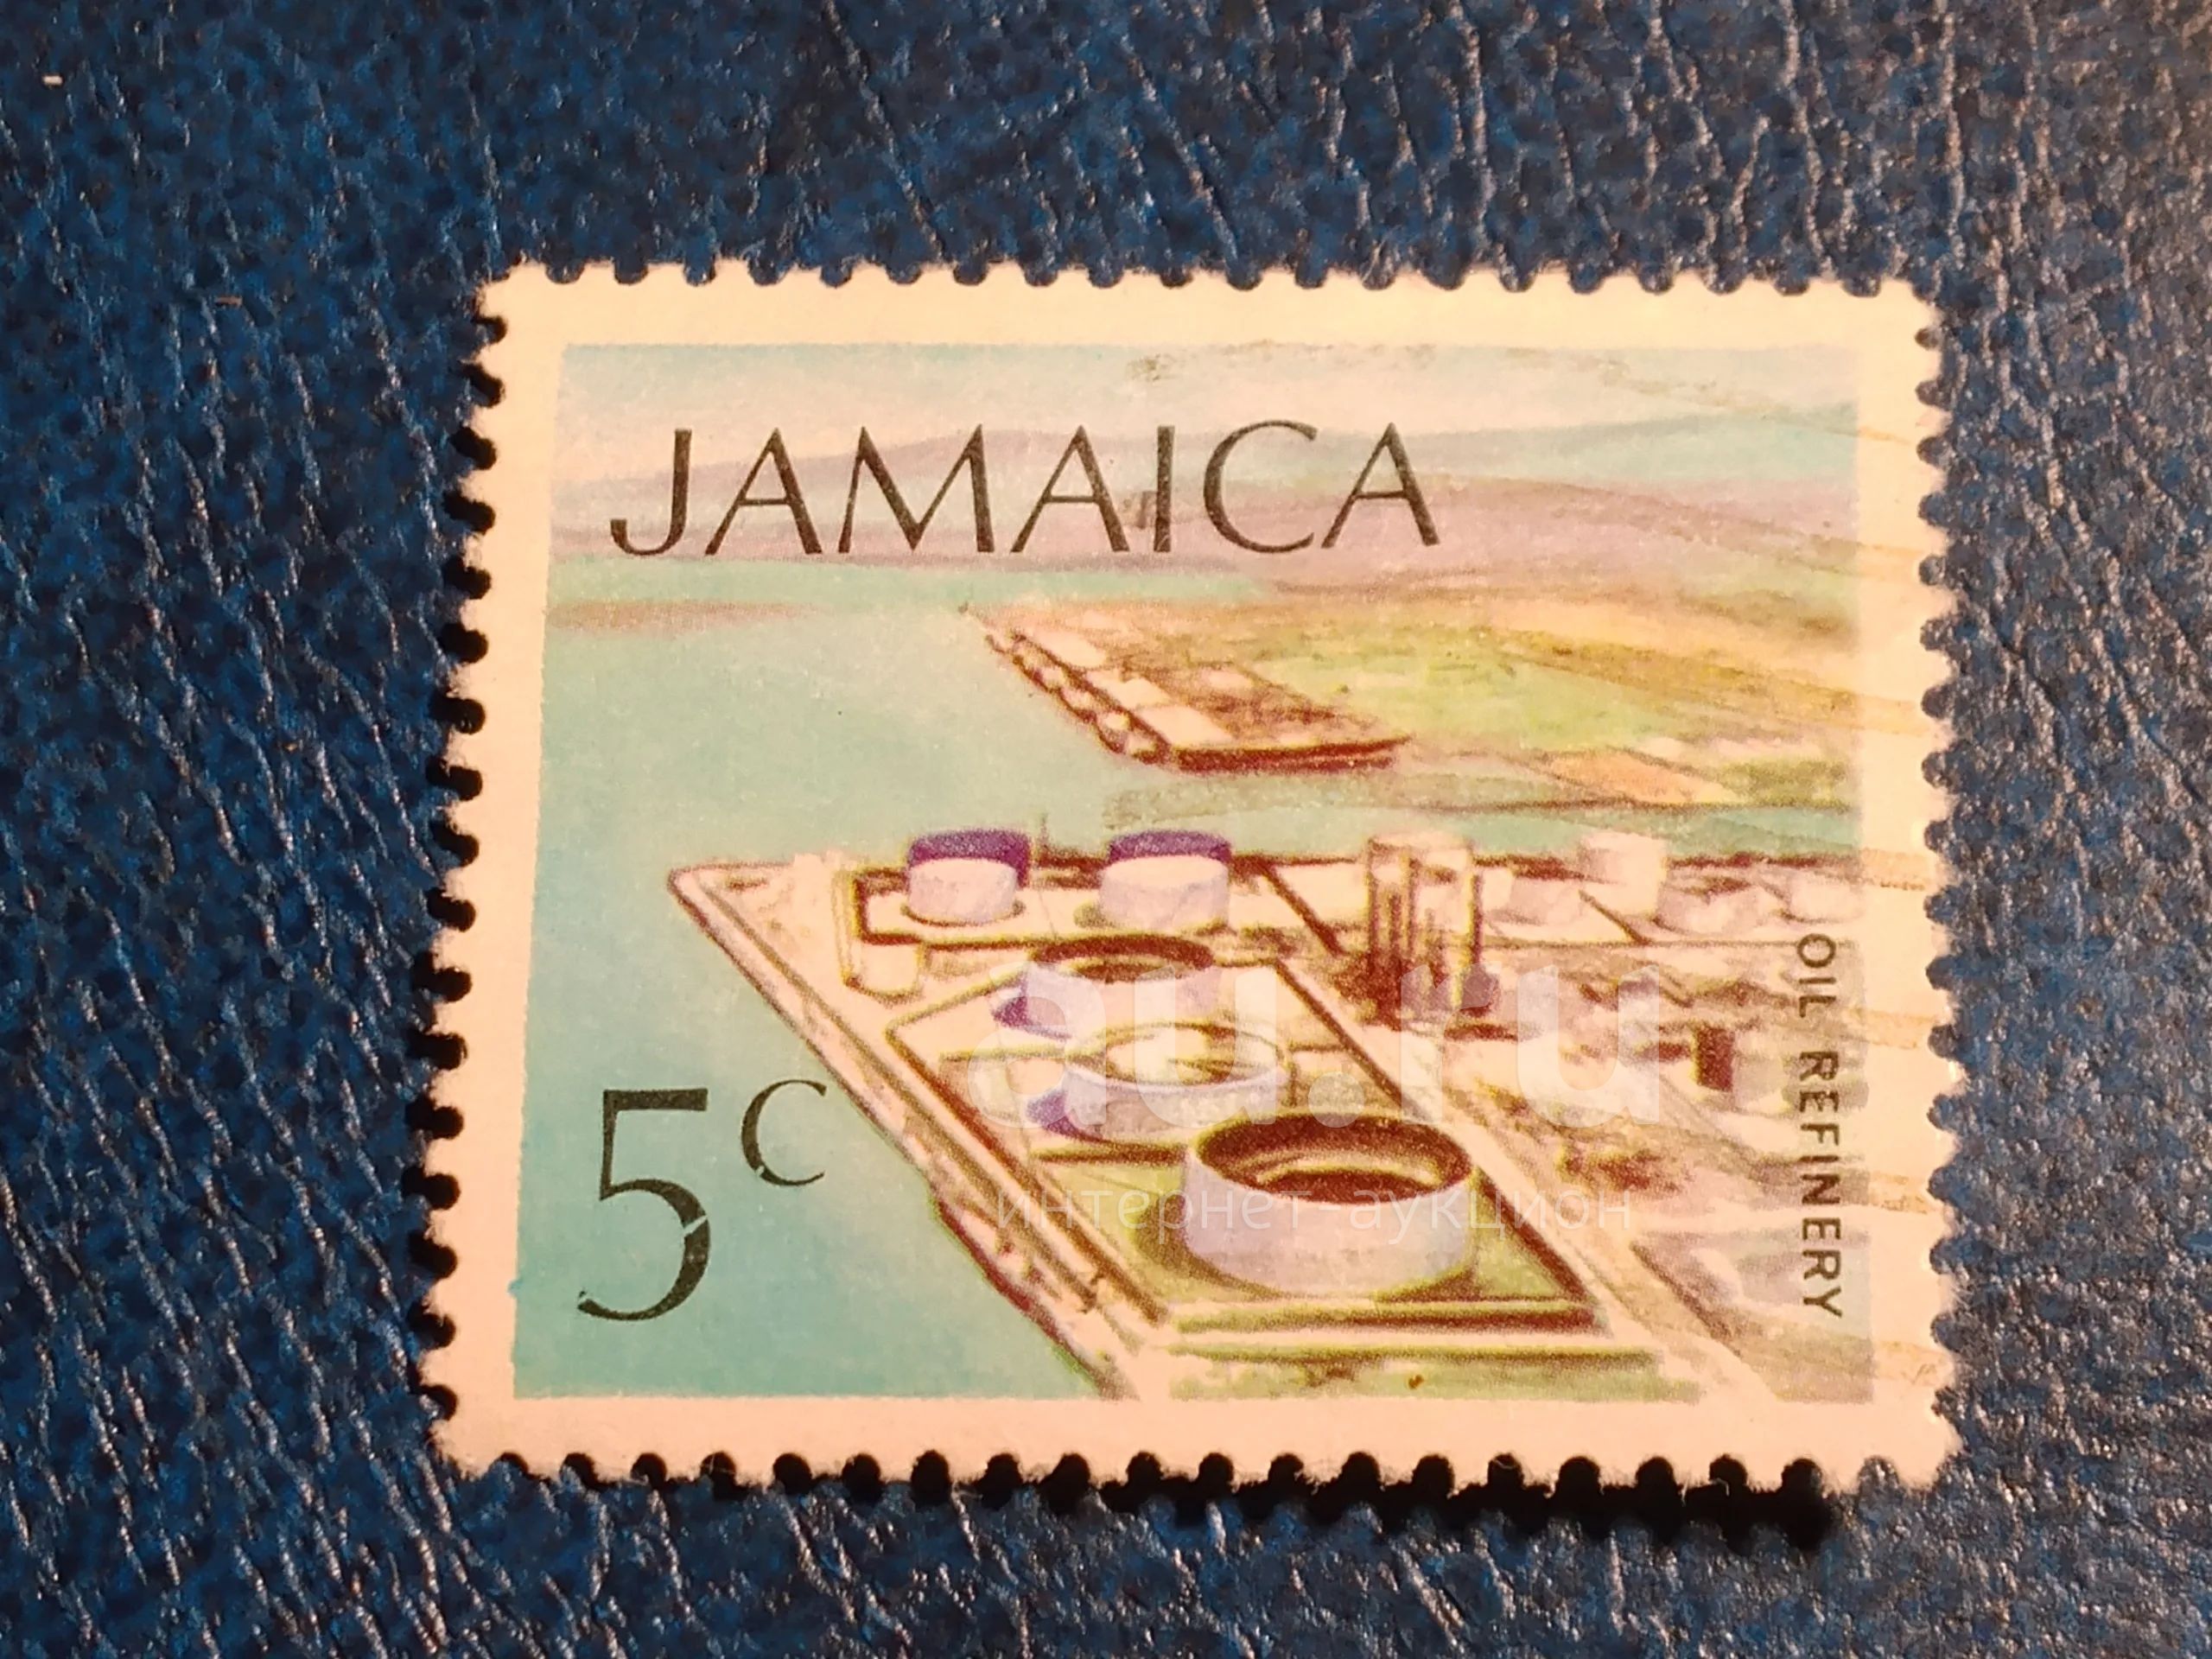 JAMAICA
5c
OIL REFINERY
au.ru
интернет-аукцион